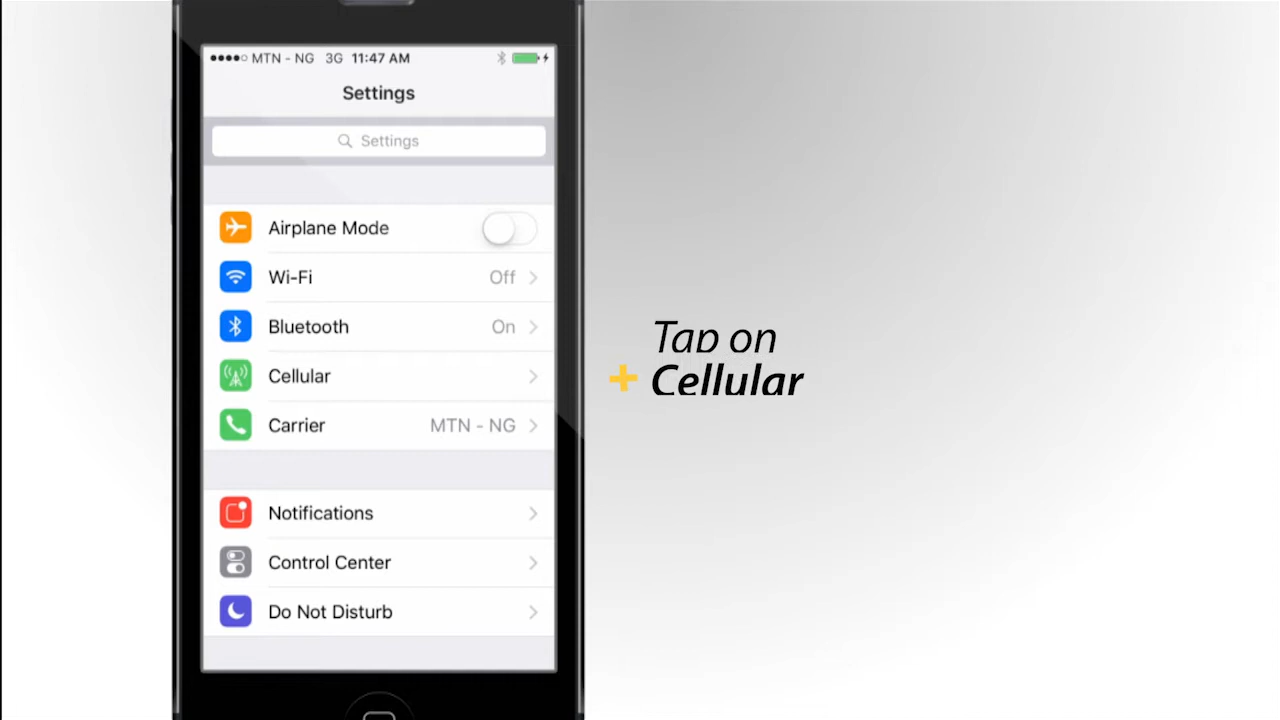 MTN - NG 3G 11:47 AM
Settings
Settings
Airplane Mode
Wi-Fi Off
Bluetooth On
Cellular
Carrier MTN - NG
Notifications
Control Center
Do Not Disturb
Tap on
Cellular